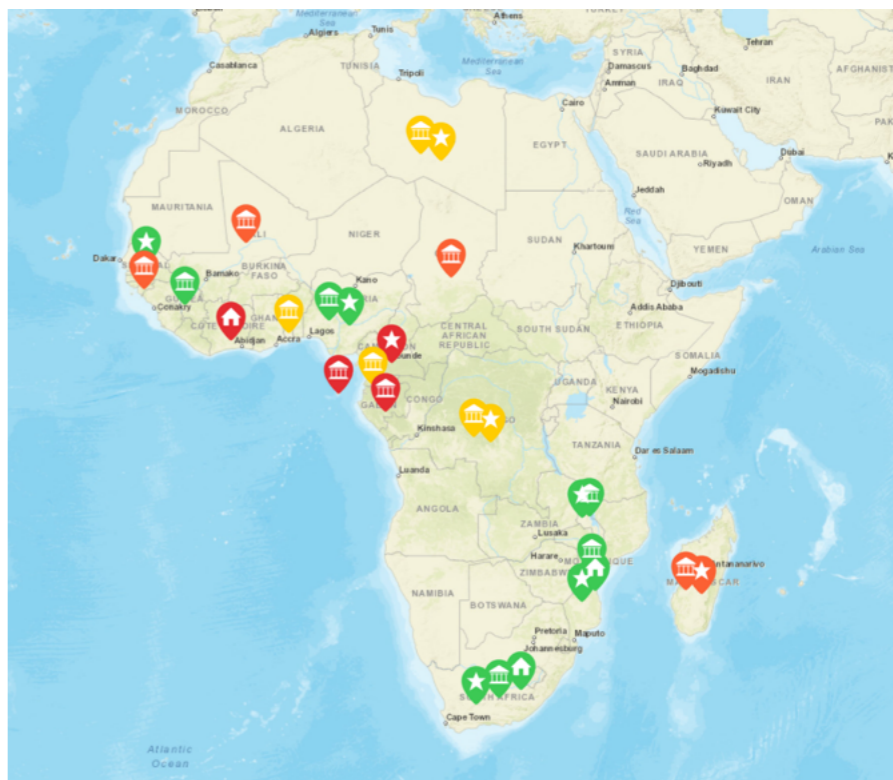 Athens
Mediterranean
Sea
Algiers
Tunis
Tehran
SYRIA
Casablanca
TUNISIA
Mediterranean
Sea
Damascus
Baghdad
AFGHANIST
Tripoli
Amman
IRAQ
IRAN
MOROCCO
Cairo
Kuwait City
ALGERIA
EGYPT
SAUDI ARABIA
Dubai
Riyadh
Jeddah
OMAN
MAURITANIA
Red
Sea
NIGER
SUDAN
YEMEN
Arabian Sea
Dakar
Khartoum
Bamako
BURKINA
FASO
Kano
Djibouti
Conakry
Addis Ababa
Lagos
CENTRAL
AFRICAN
REPUBLIC
SOUTH SUDAN
ETHIOPIA
Abidjan
Accra
SOMALIA
Mogadishu
UGANDA
KENYA
CONGO
Nairobi
Kinshasa
TANZANIA
Dar es Salaam
Luanda
ANGOLA
ZAMBIA
Lusaka
Harare
NAMIBIA
BOTSWANA
Pretoria
Maputo
Johannesburg
Cape Town
Atlantic
Ocean